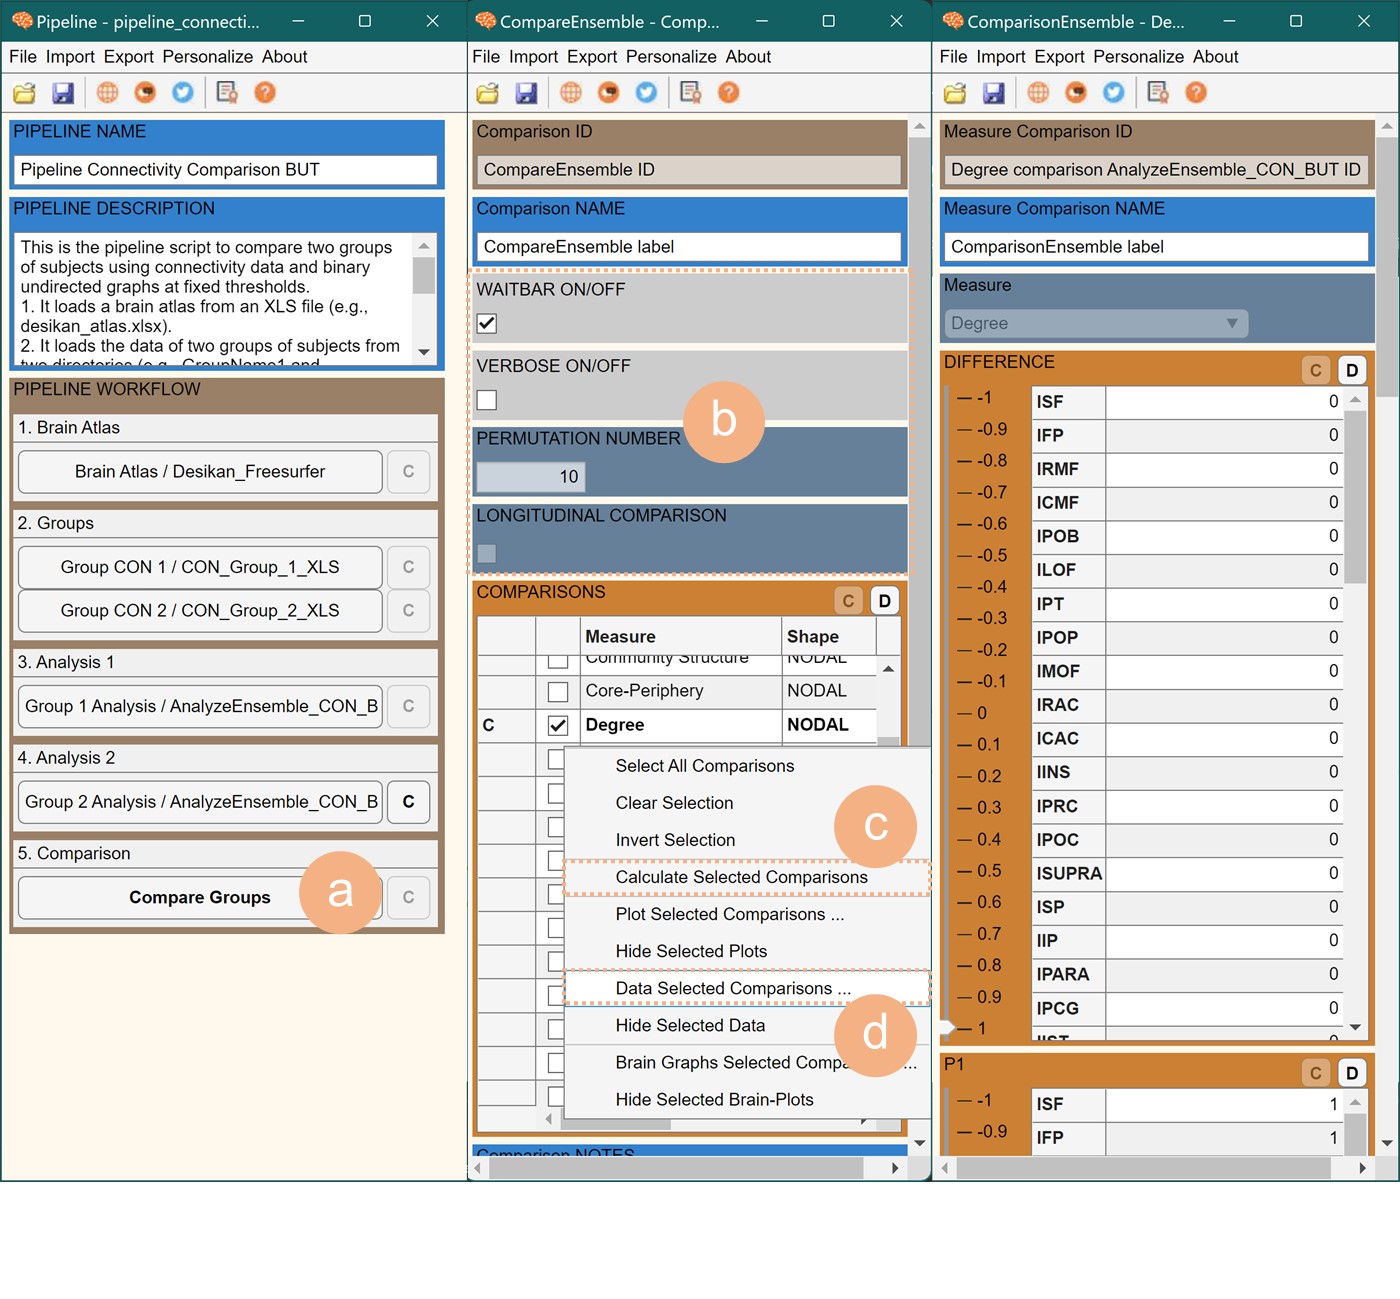 Pipeline - pipeline_connecti...
File Import Export Personalize About
PIPELINE NAME
Pipeline Connectivity Comparison BUT
PIPELINE DESCRIPTION
This is the pipeline script to compare two groups
of subjects using connectivity data and binary
undirected graphs at fixed thresholds.
1. It loads a brain atlas from an XLS file (e.g.,
desikan_atlas.xlsx).
2. It loads the data of two groups of subjects from
two directories (e.g., GroupName1 and
PIPELINE WORKFLOW
1. Brain Atlas
Brain Atlas / Desikan_Freesurfer C
2. Groups
Group CON 1 / CON_Group_1_XLS C
Group CON 2 / CON_Group_2_XLS C
3. Analysis 1
Group 1 Analysis / AnalyzeEnsemble_CON_B C
4. Analysis 2
Group 2 Analysis / AnalyzeEnsemble_CON_B C
5. Comparison
Compare Groups C
a
CompareEnsemble - Comp...
File Import Export Personalize About
Comparison ID
CompareEnsemble ID
Comparison NAME
CompareEnsemble label
WAITBAR ON/OFF
VERBOSE ON/OFF
b
PERMUTATION NUMBER
10
LONGITUDINAL COMPARISON
COMPARISONS C D
Measure Shape
Community Structure NODAL
Core-Periphery NODAL
C Degree NODAL
Select All Comparisons
Clear Selection
c
Invert Selection
Calculate Selected Comparisons
Plot Selected Comparisons ...
Hide Selected Plots
Data Selected Comparisons ...
Hide Selected Data
d
Brain Graphs Selected Compa...
Hide Selected Brain-Plots
Comparison NOTES
ComparisonEnsemble - De...
File Import Export Personalize About
Measure Comparison ID
Degree comparison AnalyzeEnsemble_CON_BUT ID
Measure Comparison NAME
ComparisonEnsemble label
Measure
Degree
DIFFERENCE C D
-1
-0.9
-0.8
-0.7
-0.6
-0.5
-0.4
-0.3
-0.2
-0.1
0
0.1
0.2
0.3
0.4
0.5
0.6
0.7
0.8
0.9
1
ISF 0
IFP 0
IRMF 0
ICMF 0
IPOB 0
ILOF 0
IPT 0
IPOP 0
IMOF 0
IRAC 0
ICAC 0
IINS 0
IPRC 0
IPOC 0
ISUPRA 0
ISP 0
IIP 0
IPARA 0
IPCG 0
P1 C D
-1
-0.9
ISF 1
IFP 1